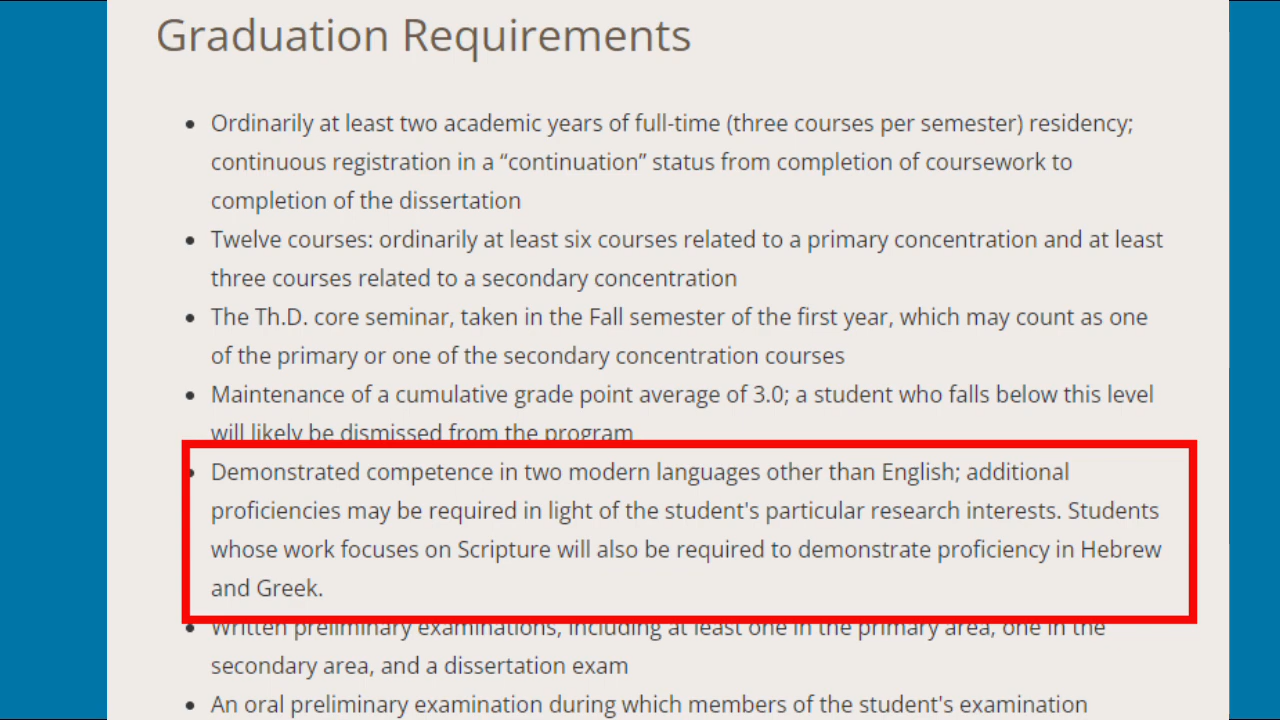 Graduation Requirements
• Ordinarily at least two academic years of full-time (three courses per semester) residency;
continuous registration in a “continuation” status from completion of coursework to
completion of the dissertation
• Twelve courses: ordinarily at least six courses related to a primary concentration and at least
three courses related to a secondary concentration
• The Th.D. core seminar, taken in the Fall semester of the first year, which may count as one
of the primary or one of the secondary concentration courses
• Maintenance of a cumulative grade point average of 3.0; a student who falls below this level
will likely be dismissed from the program
• Demonstrated competence in two modern languages other than English; additional
proficiencies may be required in light of the student's particular research interests. Students
whose work focuses on Scripture will also be required to demonstrate proficiency in Hebrew
and Greek.
• Written preliminary examinations, including at least one in the primary area, one in the
secondary area, and a dissertation exam
• An oral preliminary examination during which members of the student's examination